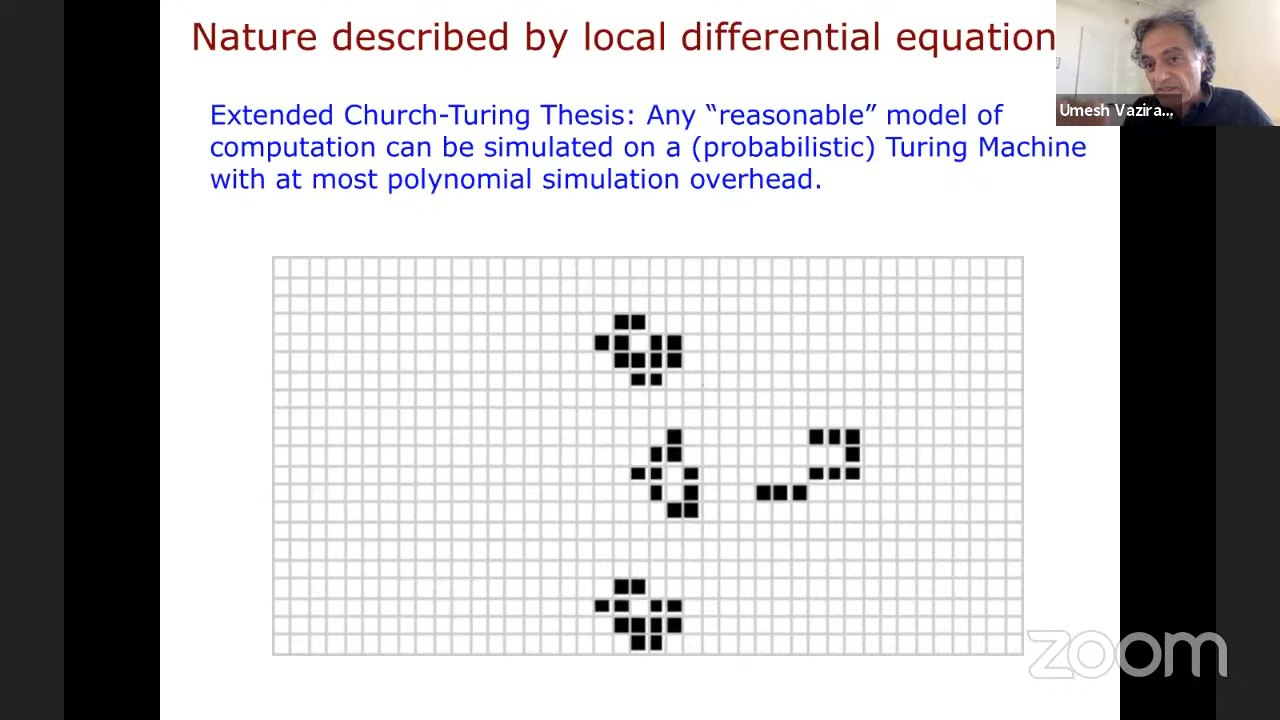 Nature described by local differential equation
Umesh Vazira...
Extended Church-Turing Thesis: Any “reasonable” model of
computation can be simulated on a (probabilistic) Turing Machine
with at most polynomial simulation overhead.
zoom